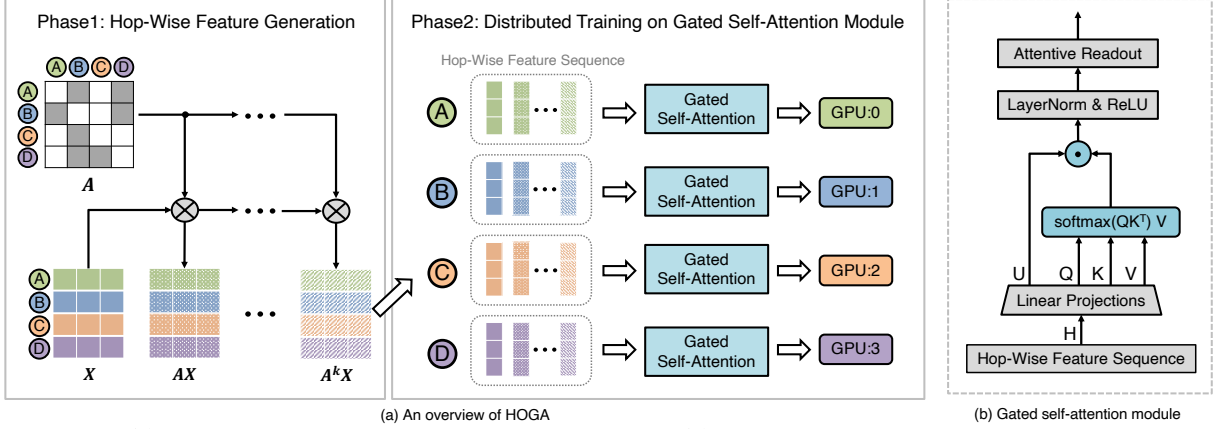 Phase1: Hop-Wise Feature Generation
A B C D
A
B
C
D
A
A
B
C
D
X
AX
AᵏX
Phase2: Distributed Training on Gated Self-Attention Module
Hop-Wise Feature Sequence
A
Gated
Self-Attention
GPU:0
B
Gated
Self-Attention
GPU:1
C
Gated
Self-Attention
GPU:2
D
Gated
Self-Attention
GPU:3
(a) An overview of HOGA
Attentive Readout
LayerNorm & ReLU
softmax(QKᵀ) V
U Q K V
Linear Projections
H
Hop-Wise Feature Sequence
(b) Gated self-attention module